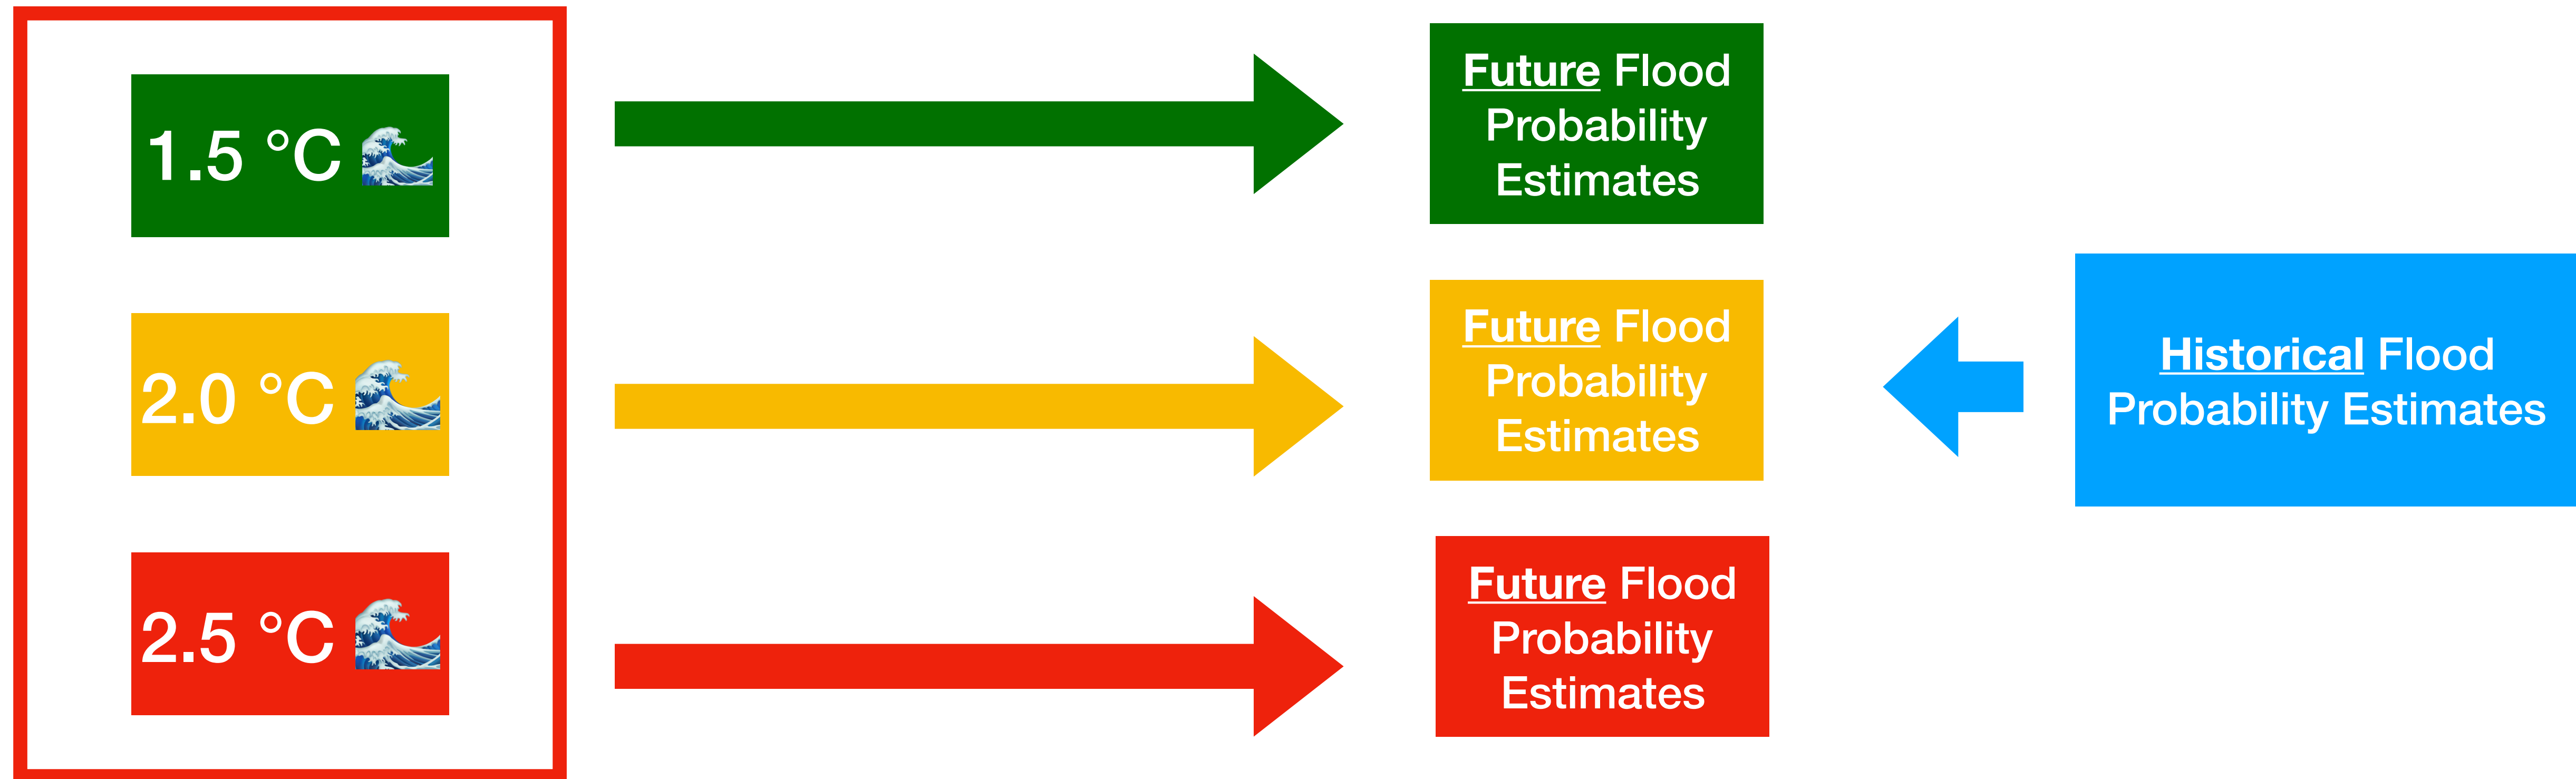 1.5 °C 🌊
2.0 °C 🌊
2.5 °C 🌊
Future Flood
Probability
Estimates
Future Flood
Probability
Estimates
Future Flood
Probability
Estimates
Historical Flood
Probability Estimates